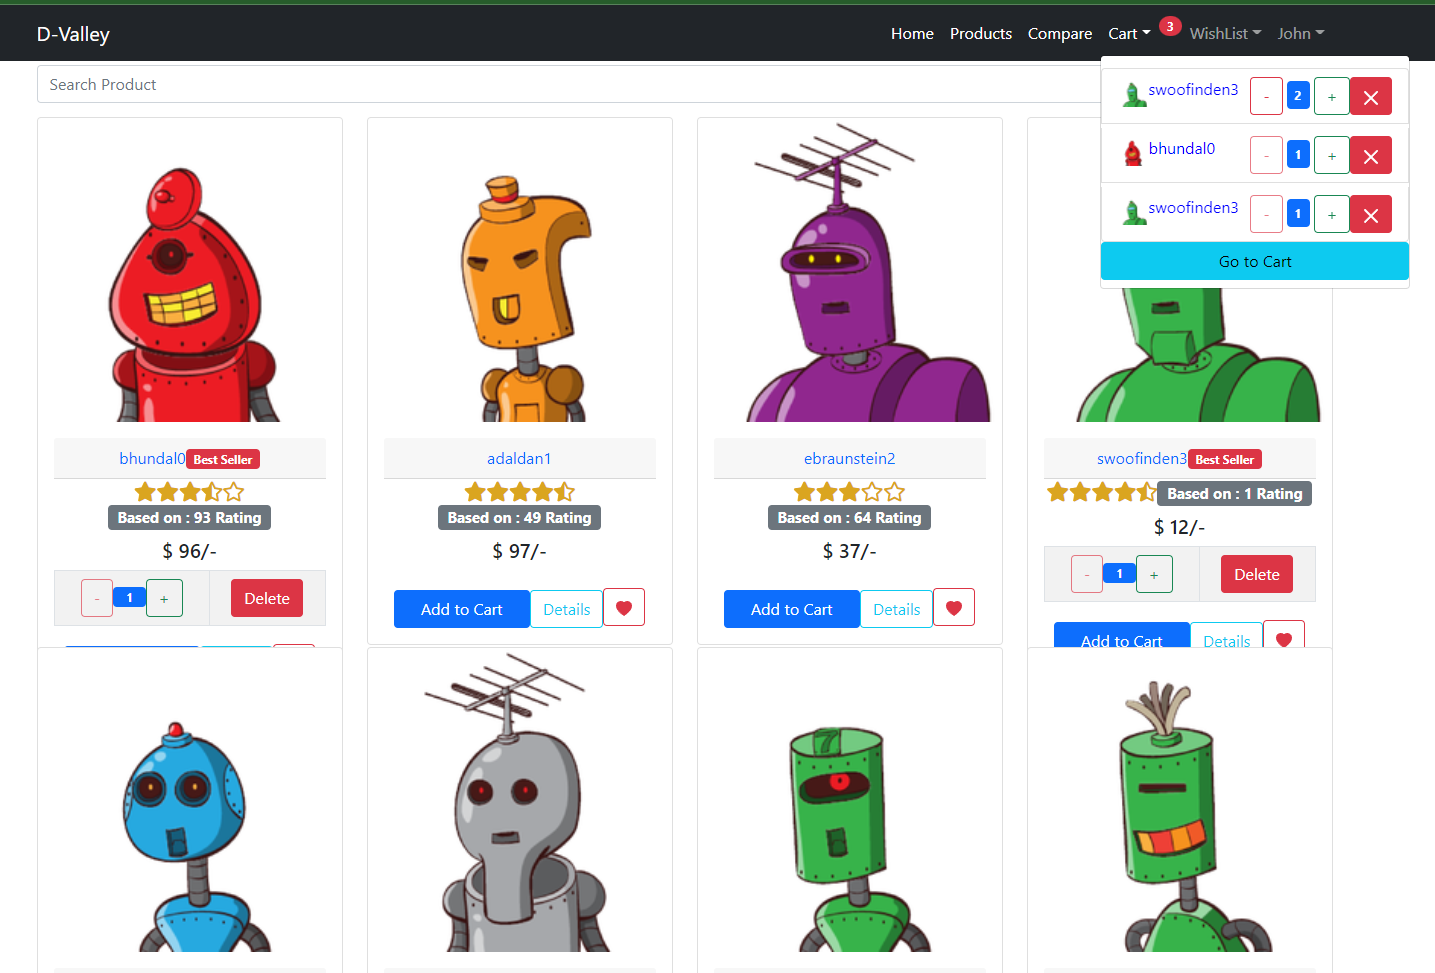 D-Valley Home Products Compare Cart 3 WishList John
Search Product
swoofinden3 - 2 +
bhundal0 - 1 +
swoofinden3 - 1 +
Go to Cart
bhundal0 Best Seller
Based on : 93 Rating
$ 96/-
- 1 + Delete
adaldan1
Based on : 49 Rating
$ 97/-
Add to Cart Details
ebraunstein2
Based on : 64 Rating
$ 37/-
Add to Cart Details
swoofinden3 Best Seller
Based on : 1 Rating
$ 12/-
- 1 + Delete
Add to Cart Details
7